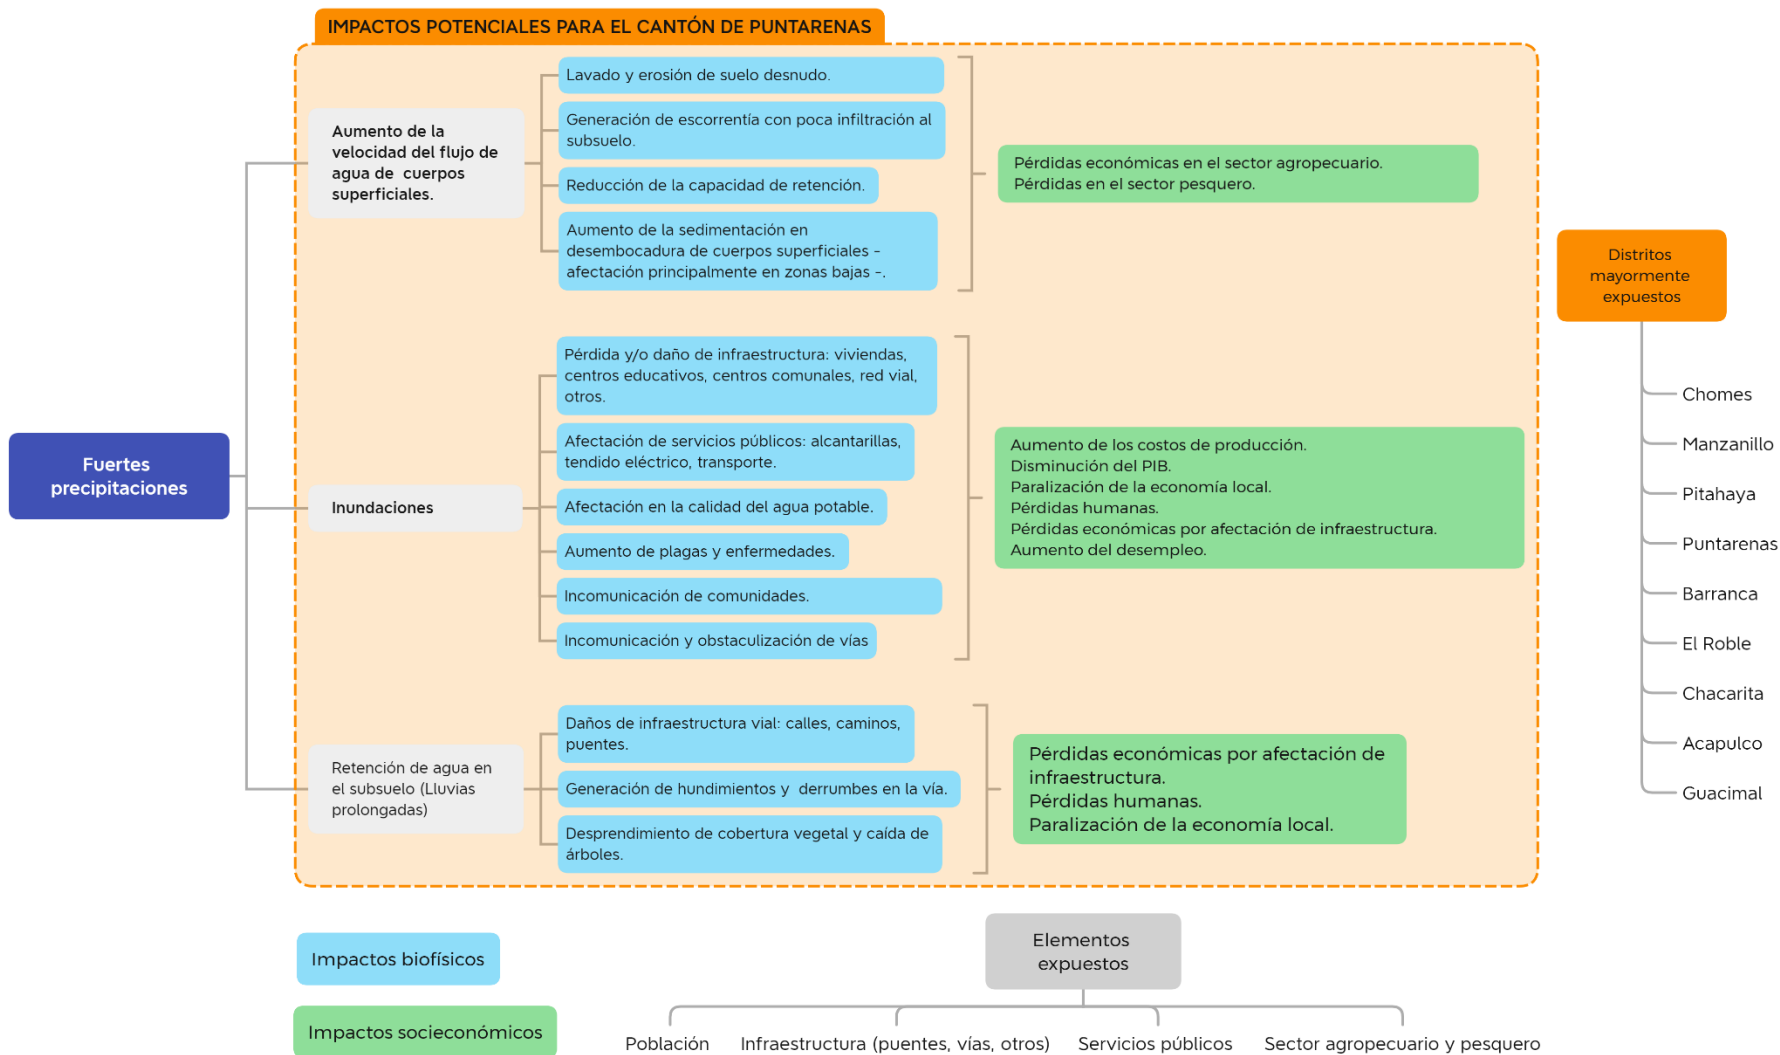 IMPACTOS POTENCIALES PARA EL CANTÓN DE PUNTARENAS
Fuertes
precipitaciones
Aumento de la
velocidad del flujo de
agua de cuerpos
superficiales.
Lavado y erosión de suelo desnudo.
Generación de escorrentía con poca infiltración al
subsuelo.
Reducción de la capacidad de retención.
Aumento de la sedimentación en
desembocadura de cuerpos superficiales -
afectación principalmente en zonas bajas -.
Pérdidas económicas en el sector agropecuario.
Pérdidas en el sector pesquero.
Inundaciones
Pérdida y/o daño de infraestructura: viviendas,
centros educativos, centros comunales, red vial,
otros.
Afectación de servicios públicos: alcantarillas,
tendido eléctrico, transporte.
Afectación en la calidad del agua potable.
Aumento de plagas y enfermedades.
Incomunicación de comunidades.
Incomunicación y obstaculización de vías
Aumento de los costos de producción.
Disminución del PIB.
Paralización de la economía local.
Pérdidas humanas.
Pérdidas económicas por afectación de infraestructura.
Aumento del desempleo.
Retención de agua en
el subsuelo (Lluvias
prolongadas)
Daños de infraestructura vial: calles, caminos,
puentes.
Generación de hundimientos y derrumbes en la vía.
Desprendimiento de cobertura vegetal y caída de
árboles.
Pérdidas económicas por afectación de
infraestructura.
Pérdidas humanas.
Paralización de la economía local.
Distritos
mayormente
expuestos
Chomes
Manzanillo
Pitahaya
Puntarenas
Barranca
El Roble
Chacarita
Acapulco
Guacimal
Impactos biofísicos
Impactos socieconómicos
Elementos
expuestos
Población
Infraestructura (puentes, vías, otros)
Servicios públicos
Sector agropecuario y pesquero